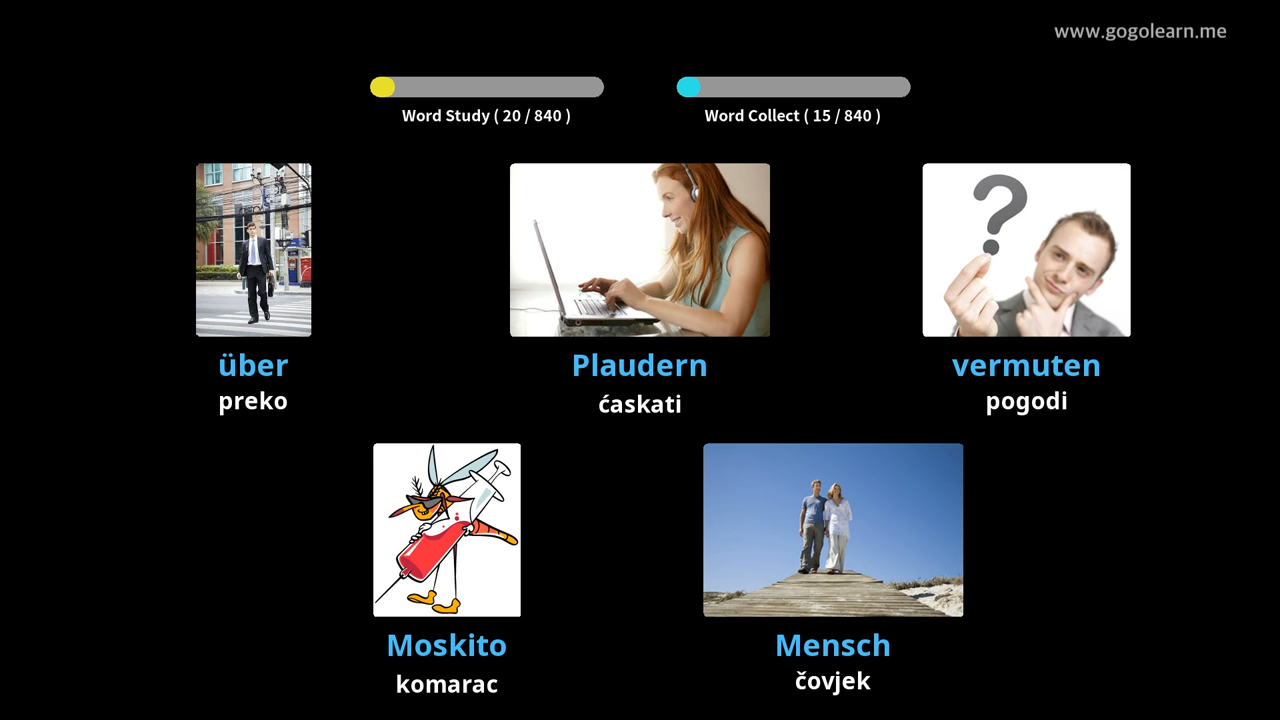 www.gogolearn.me
Word Study ( 20 / 840 )
Word Collect ( 15 / 840 )
über
preko
Plaudern
ćaskati
vermuten
pogodi
Moskito
komarac
Mensch
čovjek